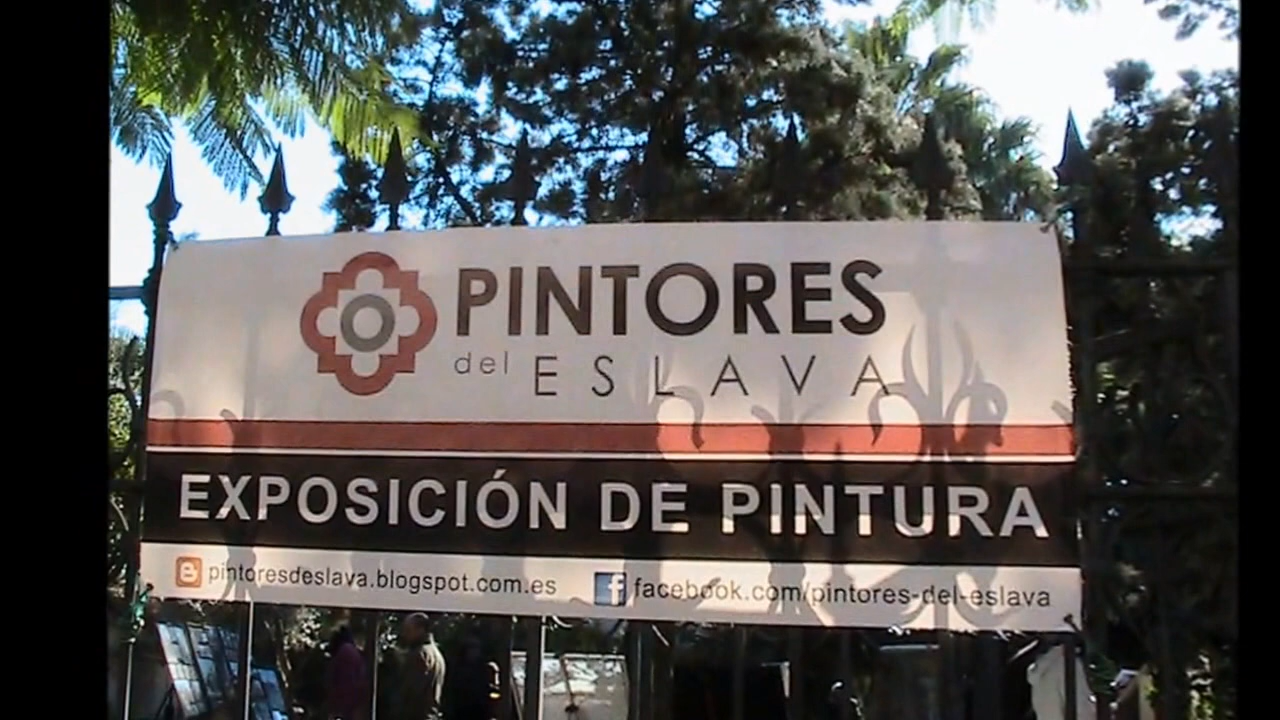 PINTORES
del ESLAVA
EXPOSICIÓN DE PINTURA
pintoresdeslava.blogspot.com.es facebook.com/pintores-del-eslava